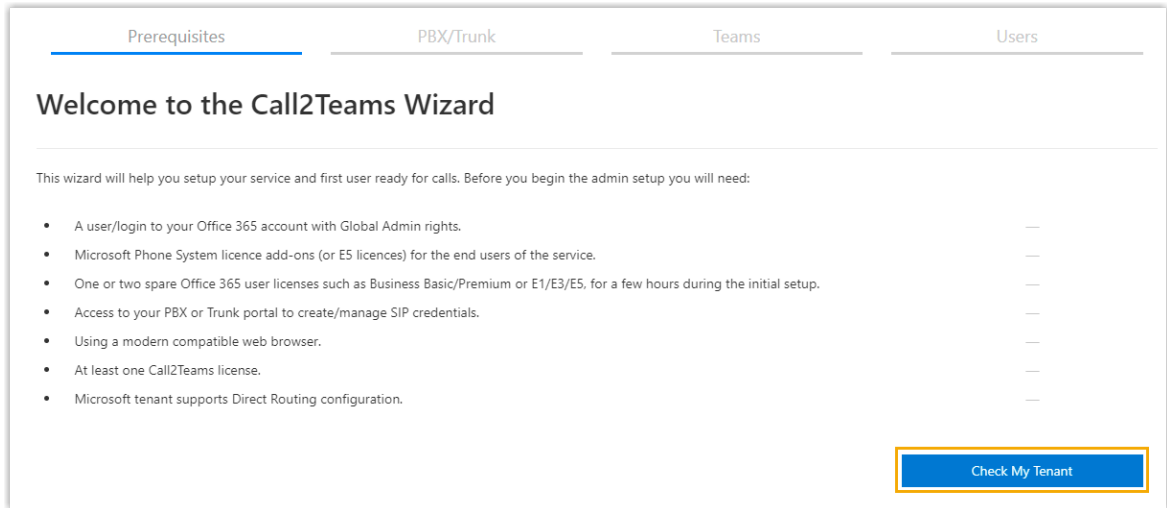 Prerequisites PBX/Trunk Teams Users
Welcome to the Call2Teams Wizard
This wizard will help you setup your service and first user ready for calls. Before you begin the admin setup you will need:
• A user/login to your Office 365 account with Global Admin rights. —
• Microsoft Phone System licence add-ons (or E5 licences) for the end users of the service. —
• One or two spare Office 365 user licenses such as Business Basic/Premium or E1/E3/E5, for a few hours during the initial setup. —
• Access to your PBX or Trunk portal to create/manage SIP credentials. —
• Using a modern compatible web browser. —
• At least one Call2Teams license. —
• Microsoft tenant supports Direct Routing configuration. —
Check My Tenant